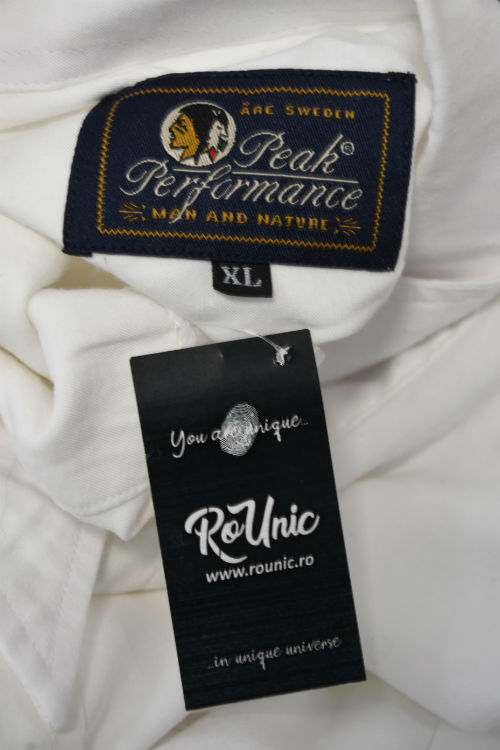 ÅRE SWEDEN
Peak®
Performance
MAN AND NATURE
XL
You are unique...
RoUnic
www.rounic.ro
...in unique universe